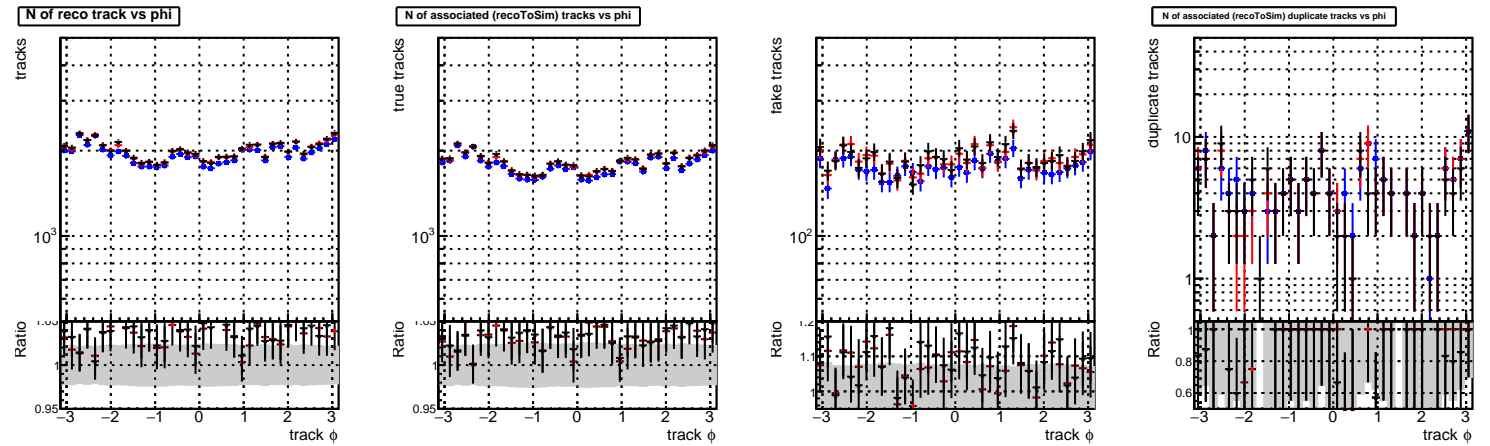 N of reco track vs phi
tracks
10³
Ratio
1.05
1
0.95
−3 −2 −1 0 1 2 3
track ϕ
N of associated (recoToSim) tracks vs phi
true tracks
10³
Ratio
1.05
1
0.95
−3 −2 −1 0 1 2 3
track ϕ
fake tracks
10²
Ratio
1.2
1.1
1
−3 −2 −1 0 1 2 3
track ϕ
N of associated (recoToSim) duplicate tracks vs phi
duplicate tracks
10
1
Ratio
1
0.8
0.6
−3 −2 −1 0 1 2 3
track ϕ